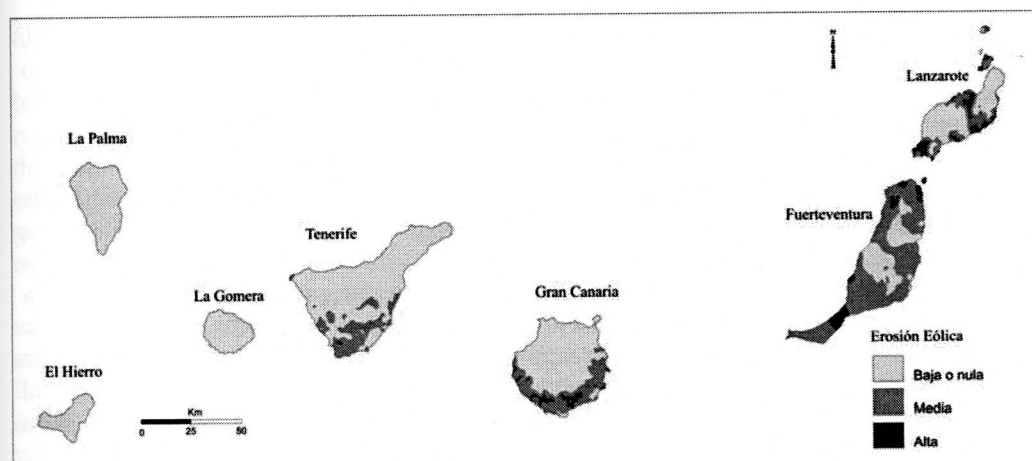 N
Lanzarote
La Palma
Fuerteventura
Tenerife
La Gomera
Gran Canaria
El Hierro
Km
0 25 50
Erosión Eólica
Baja o nula
Media
Alta